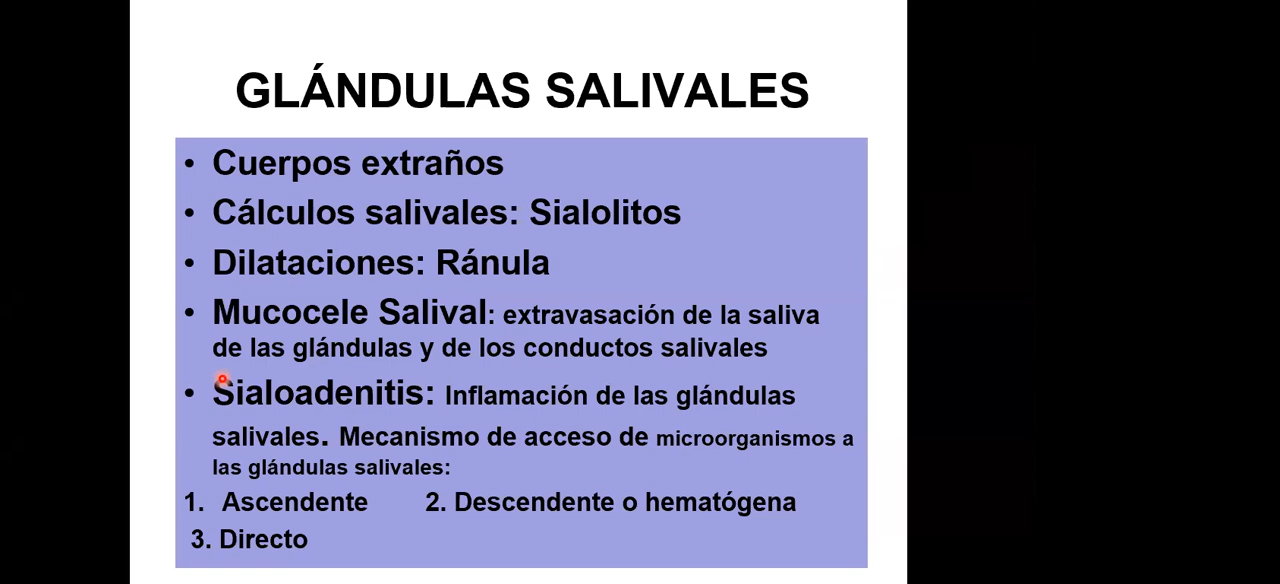 GLÁNDULAS SALIVALES
• Cuerpos extraños
• Cálculos salivales: Sialolitos
• Dilataciones: Ránula
• Mucocele Salival: extravasación de la saliva
de las glándulas y de los conductos salivales
• Sialoadenitis: Inflamación de las glándulas
salivales. Mecanismo de acceso de microorganismos a
las glándulas salivales:
1. Ascendente 2. Descendente o hematógena
3. Directo